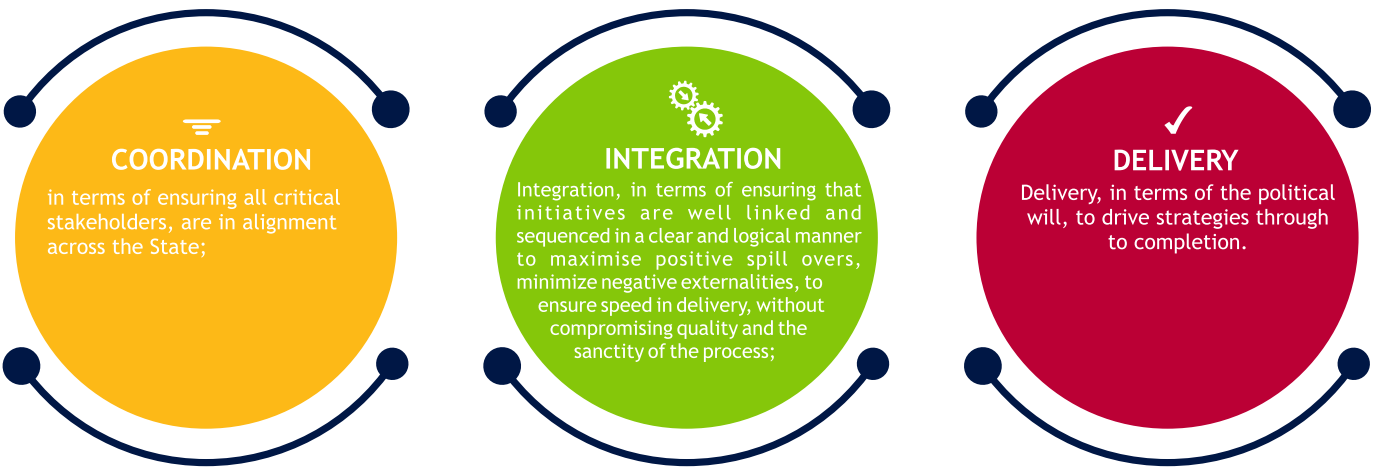 COORDINATION
in terms of ensuring all critical
stakeholders, are in alignment
across the State;
INTEGRATION
Integration, in terms of ensuring that
initiatives are well linked and
sequenced in a clear and logical manner
to maximise positive spill overs,
minimize negative externalities, to
ensure speed in delivery, without
compromising quality and the
sanctity of the process;
DELIVERY
Delivery, in terms of the political
will, to drive strategies through
to completion.